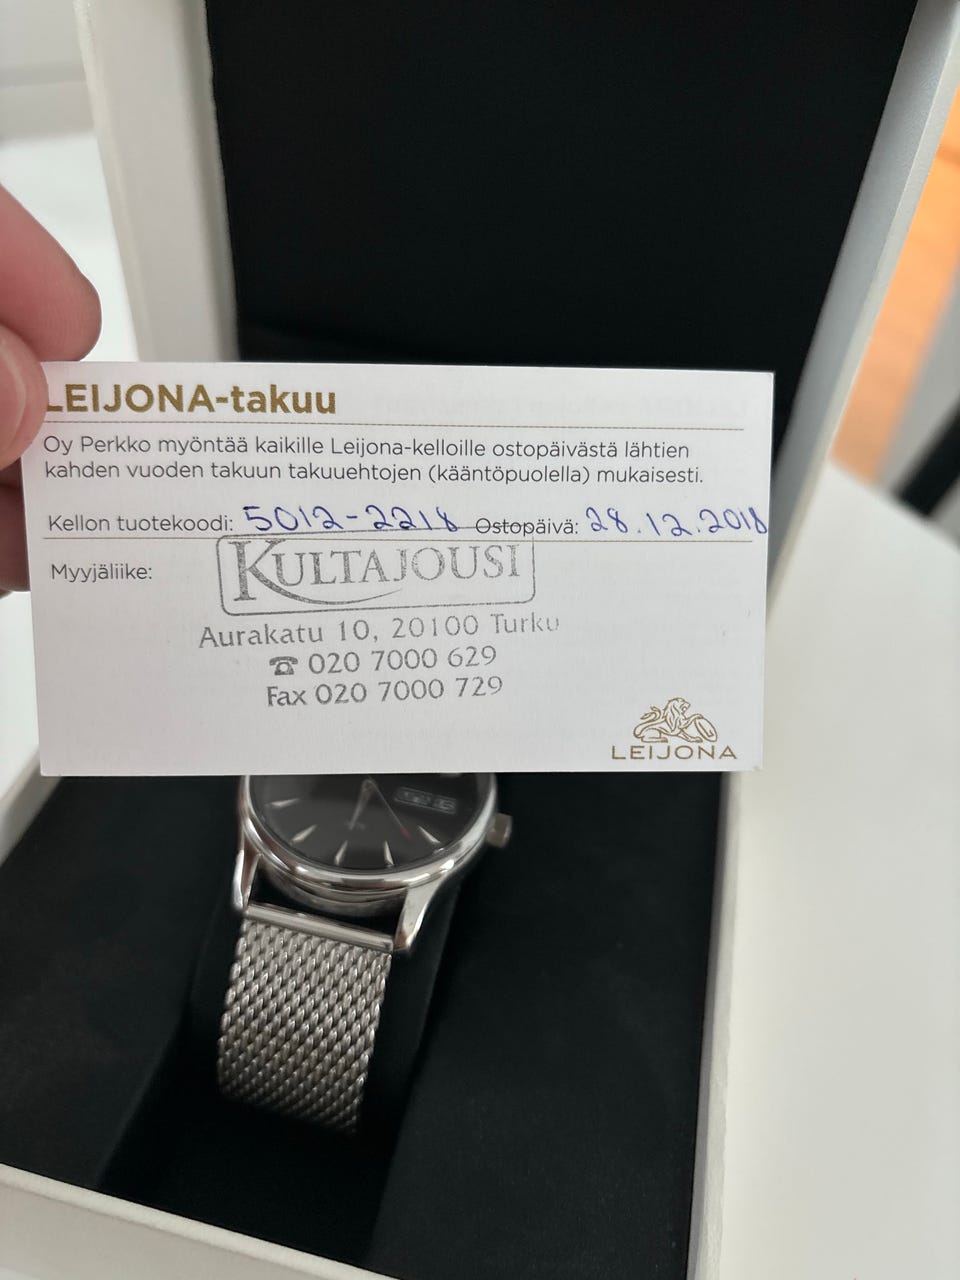 LEIJONA-takuu
Oy Perkko myöntää kaikille Leijona-kelloille ostopäivästä lähtien
kahden vuoden takuun takuuehtojen (kääntöpuolella) mukaisesti.
Kellon tuotekoodi: 5012-2218 Ostopäivä: 28.12.2018
Myyjäliike: KULTAJOUSI
Aurakatu 10, 20100 Turku
☎ 020 7000 629
Fax 020 7000 729
LEIJONA